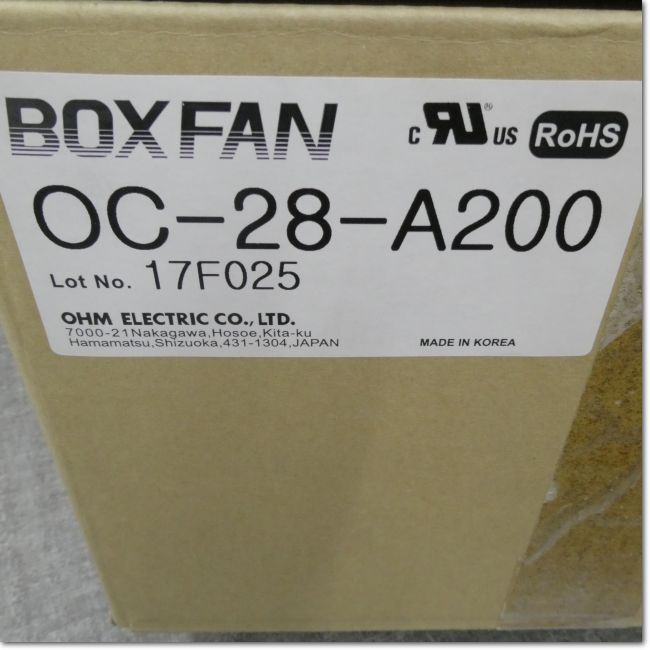 BOXFAN c RU® US RoHS
OC-28-A200
Lot No. 17F025
OHM ELECTRIC CO., LTD.
7000-21Nakagawa,Hosoe,Kita-ku
Hamamatsu,Shizuoka,431-1304,JAPAN MADE IN KOREA